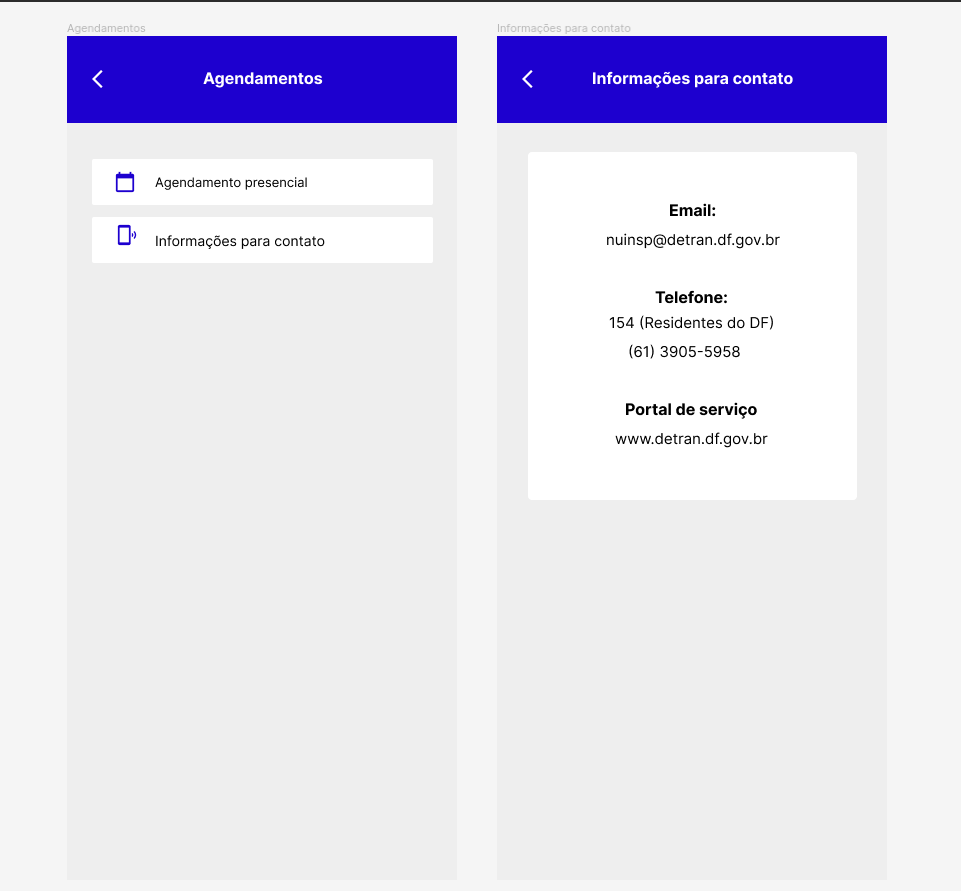 Agendamentos
Agendamentos
Agendamento presencial
Informações para contato
Informações para contato
Informações para contato
Email:
nuinsp@detran.df.gov.br
Telefone:
154 (Residentes do DF)
(61) 3905-5958
Portal de serviço
www.detran.df.gov.br